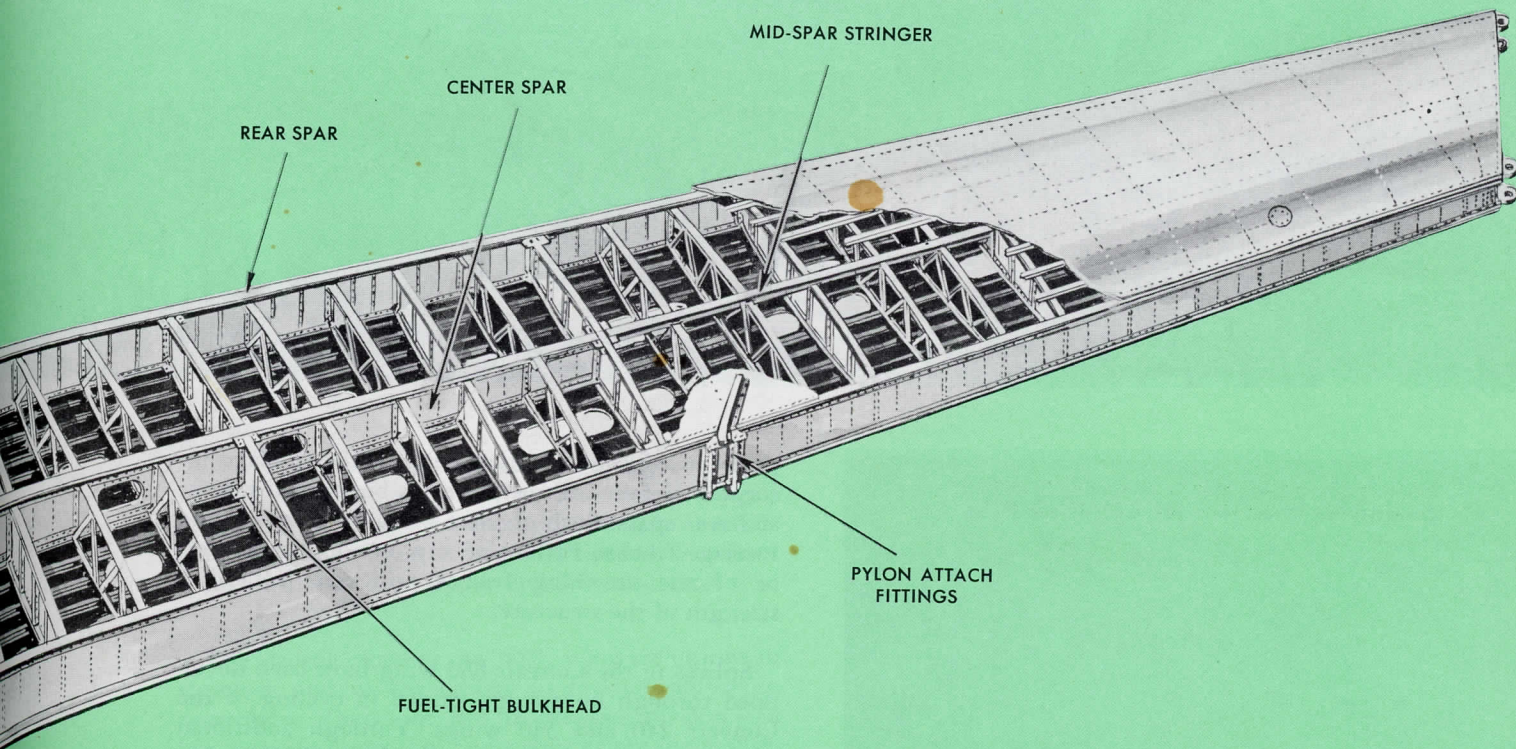 MID-SPAR STRINGER
CENTER SPAR
REAR SPAR
PYLON ATTACH
FITTINGS
FUEL-TIGHT BULKHEAD